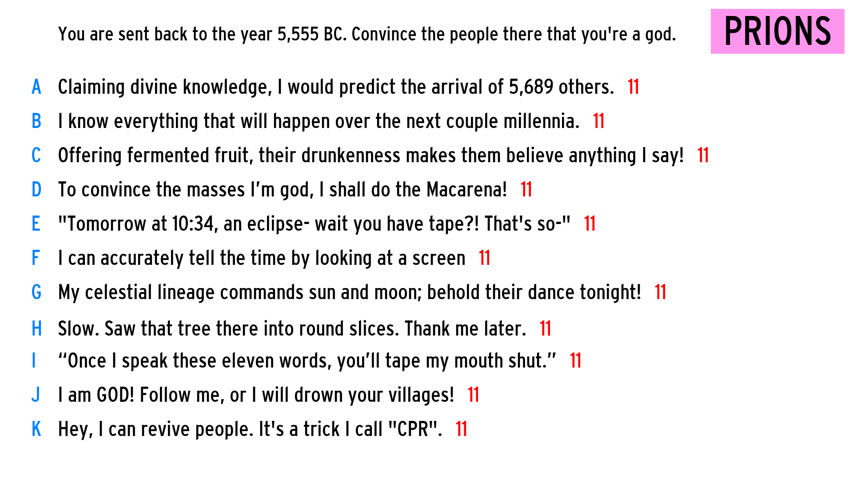 You are sent back to the year 5,555 BC. Convince the people there that you're a god.
PRIONS
A Claiming divine knowledge, I would predict the arrival of 5,689 others. 11
B I know everything that will happen over the next couple millennia. 11
C Offering fermented fruit, their drunkenness makes them believe anything I say! 11
D To convince the masses I'm god, I shall do the Macarena! 11
E "Tomorrow at 10:34, an eclipse- wait you have tape?! That's so-" 11
F I can accurately tell the time by looking at a screen 11
G My celestial lineage commands sun and moon; behold their dance tonight! 11
H Slow. Saw that tree there into round slices. Thank me later. 11
I “Once I speak these eleven words, you’ll tape my mouth shut.” 11
J I am GOD! Follow me, or I will drown your villages! 11
K Hey, I can revive people. It's a trick I call "CPR". 11